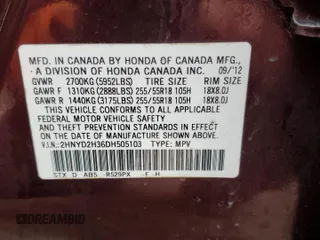 MFD. IN CANADA BY HONDA OF CANADA MFG.,
A DIVISION OF HONDA CANADA INC. 09/'12
GVWR 2700KG(5952LBS) TIRE SIZE RIM SIZE
GAWR F 1310KG(2888LBS) 255/55R18 105H 18X8.0J
GAWR R 1440KG(3175LBS) 255/55R18 105H 18X8.0J
THIS VEHICLE CONFORMS TO ALL APPLICABLE
FEDERAL MOTOR VEHICLE SAFETY AND THEFT
PREVENTION STANDARDS IN EFFECT ON THE
DATE OF MANUFACTURE SHOWN ABOVE.
V.I.N.: 2HNYD2H36DH505103 TYPE: MPV
STX D AB5 R529PX F H
DREAMBID